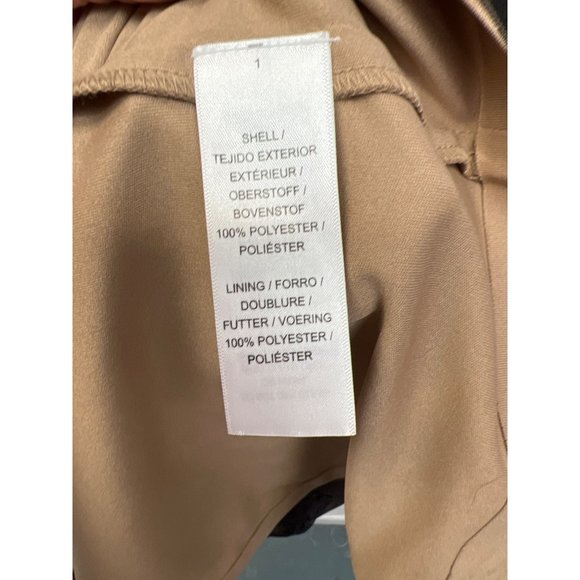 1
SHELL /
TEJIDO EXTERIOR
EXTÉRIEUR /
OBERSTOFF /
BOVENSTOF
100% POLYESTER /
POLIÉSTER
LINING / FORRO /
DOUBLURE /
FUTTER / VOERING
100% POLYESTER /
POLIÉSTER